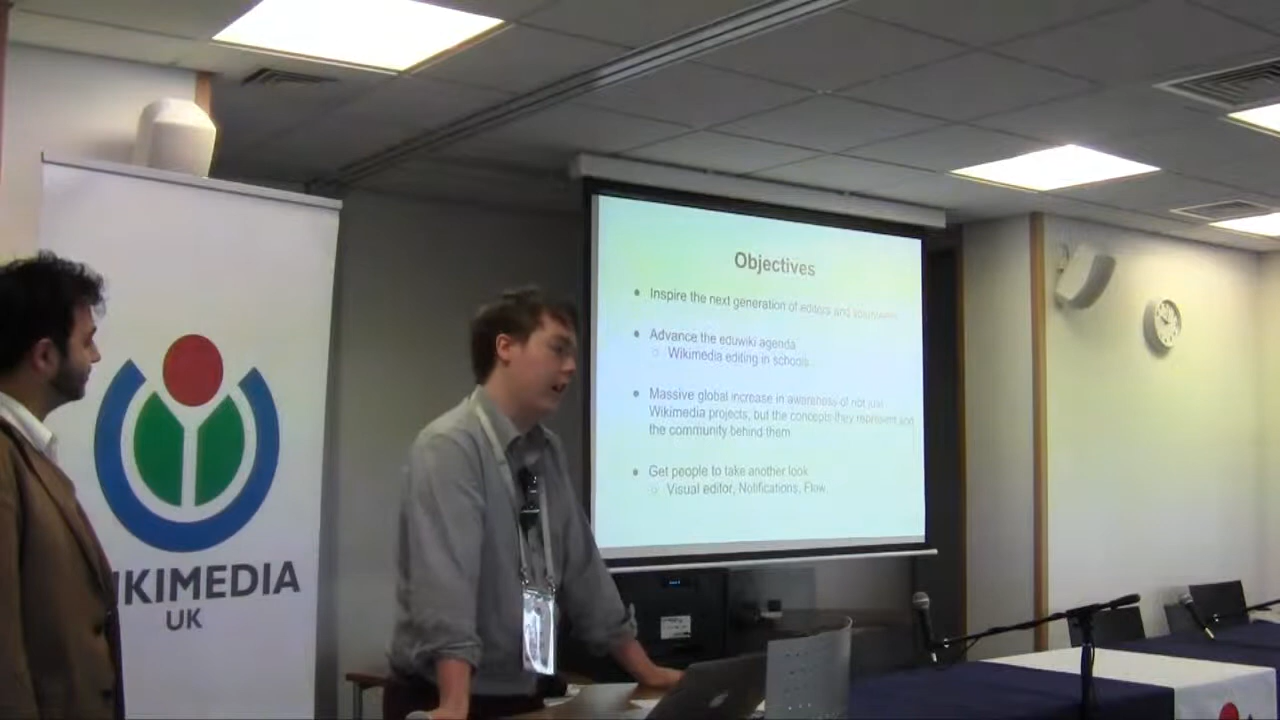 Objectives
Inspire the next generation of editors and volunteers
Advance the eduwiki agenda
Wikimedia editing in schools
Massive global increase in awareness of not just
Wikimedia projects, but the concepts they represent and
the community behind them
Get people to take another look
Visual editor, Notifications, Flow
IKIMEDIA
UK